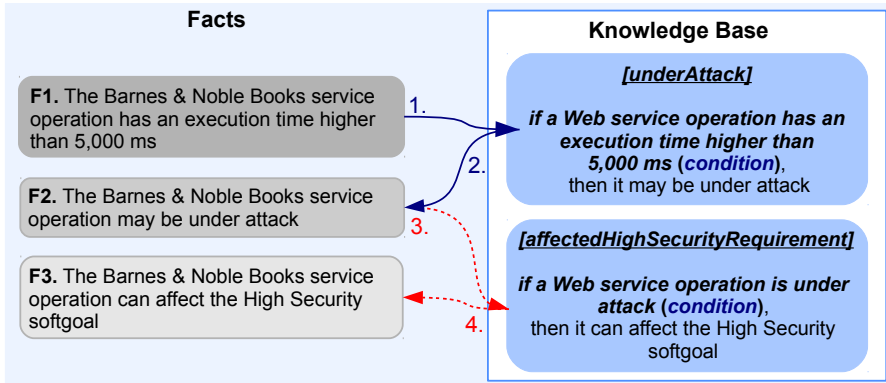 Facts
F1. The Barnes & Noble Books service
operation has an execution time higher
than 5,000 ms
F2. The Barnes & Noble Books service
operation may be under attack
F3. The Barnes & Noble Books service
operation can affect the High Security
softgoal
1.
2.
3.
4.
Knowledge Base
[underAttack]
if a Web service operation has an
execution time higher than
5,000 ms (condition),
then it may be under attack
[affectedHighSecurityRequirement]
if a Web service operation is under
attack (condition),
then it can affect the High Security
softgoal